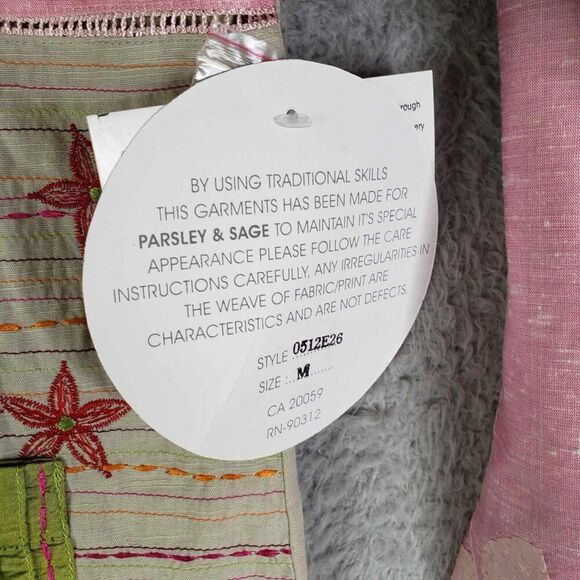 rough
ery
BY USING TRADITIONAL SKILLS
THIS GARMENTS HAS BEEN MADE FOR
PARSLEY & SAGE TO MAINTAIN IT'S SPECIAL
APPEARANCE PLEASE FOLLOW THE CARE
INSTRUCTIONS CAREFULLY, ANY IRREGULARITIES IN
THE WEAVE OF FABRIC/PRINT ARE
CHARACTERISTICS AND ARE NOT DEFECTS.
STYLE 0512E26
SIZE :..M......
CA 20059
RN-90312